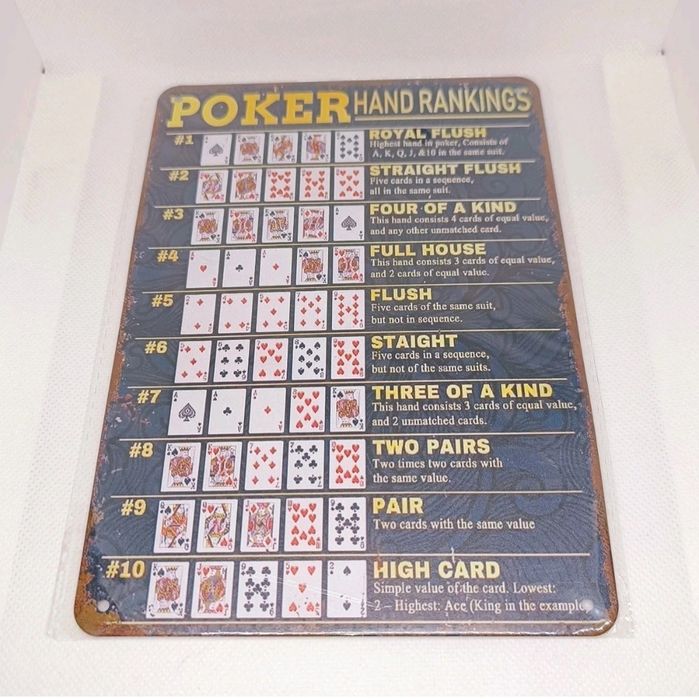 POKER HAND RANKINGS
#1 ROYAL FLUSH
Highest hand in poker, Consists of
A, K, Q, J, &10 in the same suit.
#2 STRAIGHT FLUSH
Five cards in a sequence,
all in the same suit.
#3 FOUR OF A KIND
This hand consists 4 cards of equal value,
and any other unmatched card.
#4 FULL HOUSE
This hand consists 3 cards of equal value,
and 2 cards of equal value.
#5 FLUSH
Five cards of the same suit,
but not in sequence.
#6 STAIGHT
Five cards in a sequence,
but not of the same suits.
#7 THREE OF A KIND
This hand consists 3 cards of equal value,
and 2 unmatched cards.
#8 TWO PAIRS
Two times two cards with
the same value.
#9 PAIR
Two cards with the same value
#10 HIGH CARD
Simple value of the card. Lowest:
2 – Highest: Ace (King in the example